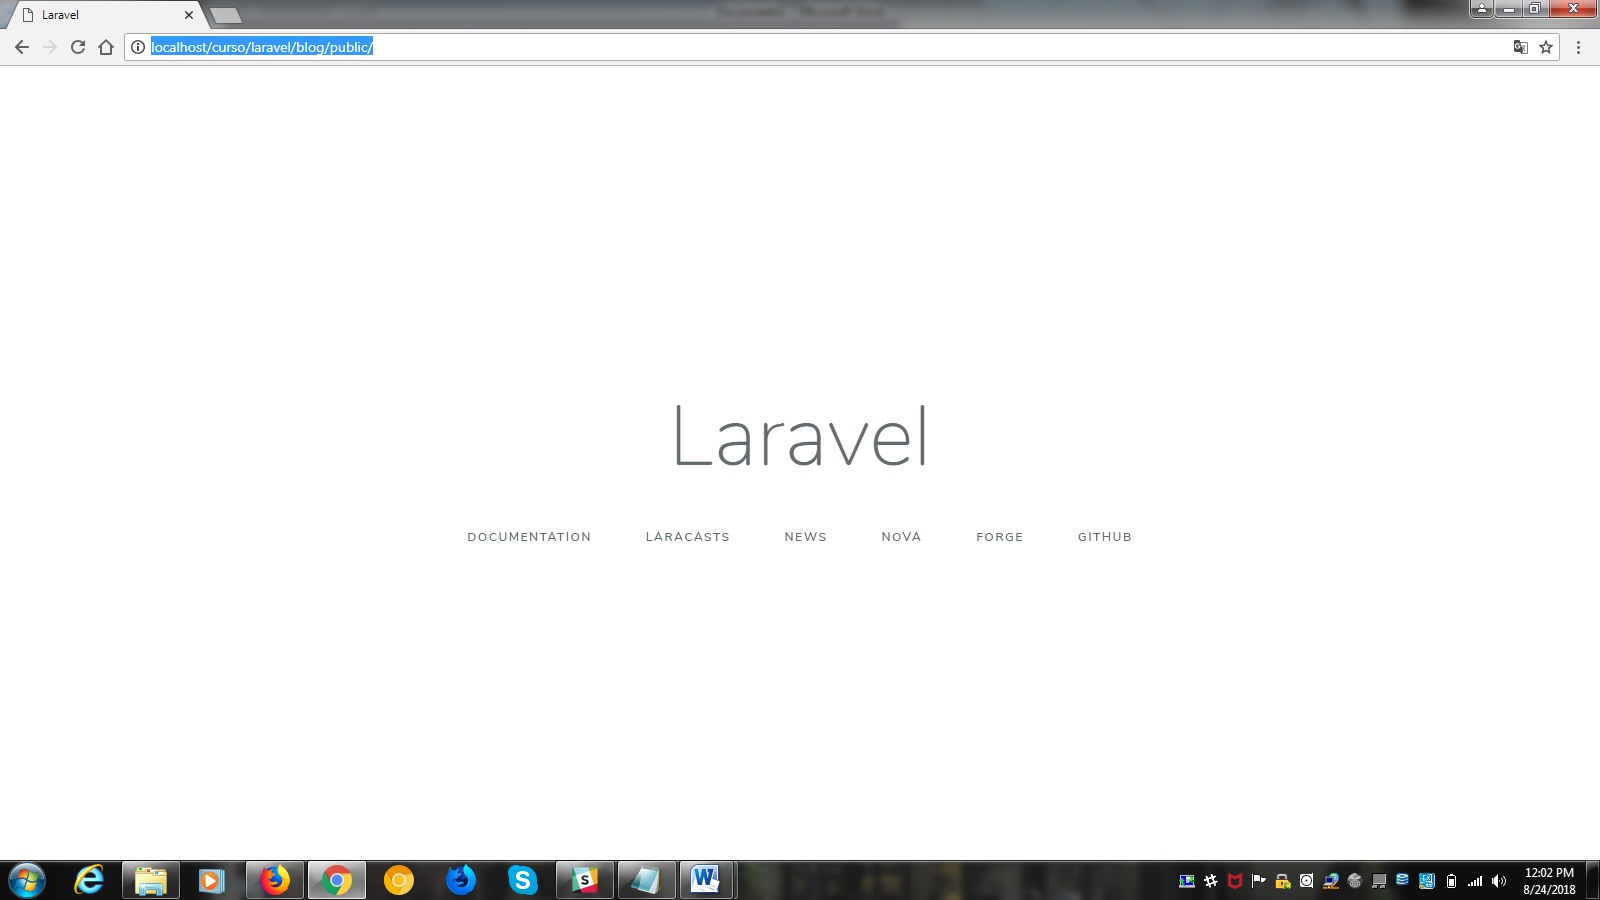 Laravel
localhost/curso/laravel/blog/public/
Laravel
DOCUMENTATION LARACASTS NEWS NOVA FORGE GITHUB
12:02 PM
8/24/2018